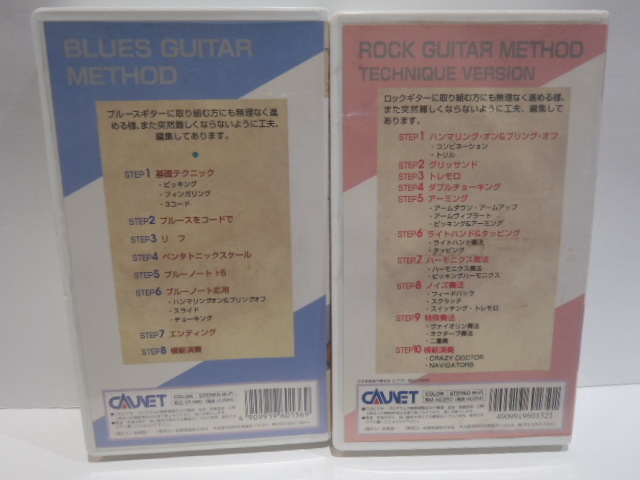 BLUES GUITAR
METHOD
ブルースギターに取り組む方にも無理なく進
める様、また突然難しくならないように工夫、
編集してあります。
STEP1 基礎テクニック
・ピッキング
・フィンガリング
・3コード
STEP2 ブルースをコードで
STEP3 リ フ
STEP4 ペンタトニックスケール
STEP5 ブルーノート♭5
STEP6 ブルーノート応用
・ハンマリングオン&プリングオフ
・スライド
・チョーキング
STEP7 エンディング
STEP8 模範演奏
CAVNET
COLOR STEREO Hi-Fi
ROCK GUITAR METHOD
TECHNIQUE VERSION
ロックギターに取り組む方にも無理なく進める様、
また突然難しくならないように工夫、編集して
あります。
STEP1 ハンマリング・オン&プリング・オフ
・コンビネーション
・トリル
STEP2 グリッサンド
STEP3 トレモロ
STEP4 ダブルチョーキング
STEP5 アーミング
・アームダウン・アームアップ
・アームヴィブラート
・ピッキング&アーミング
STEP6 ライトハンド&タッピング
・ライトハンド奏法
・タッピング
STEP7 ハーモニクス奏法
・ハーモニクス奏法
・ピッキングハーモニクス
STEP8 ノイズ奏法
・フィードバック
・スクラッチ
・スイッチング・トレモロ
STEP9 特殊奏法
・ヴァイオリン奏法
・オクターブ奏法
・二重奏
STEP10 模範演奏
・CRAZY DOCTOR
・NAVIGATORS
CAVNET
COLOR STEREO Hi-Fi
4909919601321